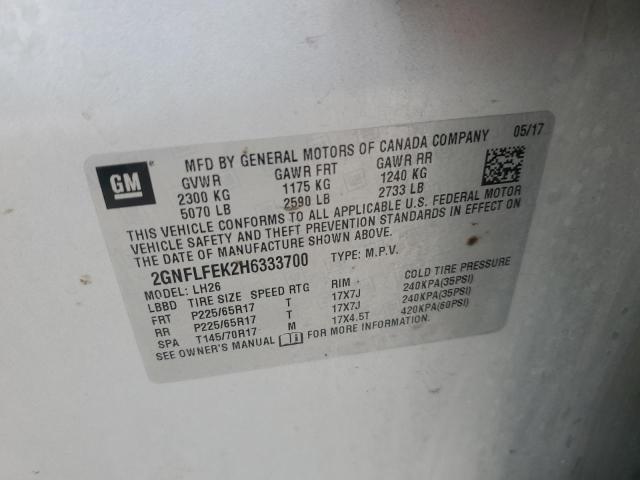 GM
MFD BY GENERAL MOTORS OF CANADA COMPANY 05/17
GVWR GAWR FRT GAWR RR
2300 KG 1175 KG 1240 KG
5070 LB 2590 LB 2733 LB
THIS VEHICLE CONFORMS TO ALL APPLICABLE U.S. FEDERAL MOTOR
VEHICLE SAFETY AND THEFT PREVENTION STANDARDS IN EFFECT ON
THE DATE OF MANUFACTURE SHOWN ABOVE.
2GNFLFEK2H6333700 TYPE: M.P.V.
MODEL: LH26
LBBD TIRE SIZE SPEED RTG RIM COLD TIRE PRESSURE
FRT P225/65R17 T 17X7J 240KPA(35PSI)
RR P225/65R17 T 17X7J 240KPA(35PSI)
SPA T145/70R17 M 17X4.5T 420KPA(60PSI)
SEE OWNER'S MANUAL FOR MORE INFORMATION.